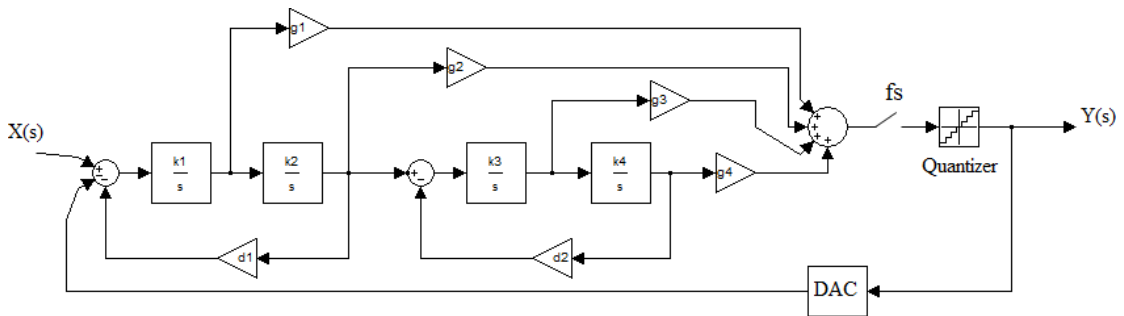 g1
g2
g3
fs
X(s)
Y(s)
k1
s
k2
s
k3
s
k4
s
g4
Quantizer
d1
d2
DAC
+
−
−
+
−
+
+
+
+